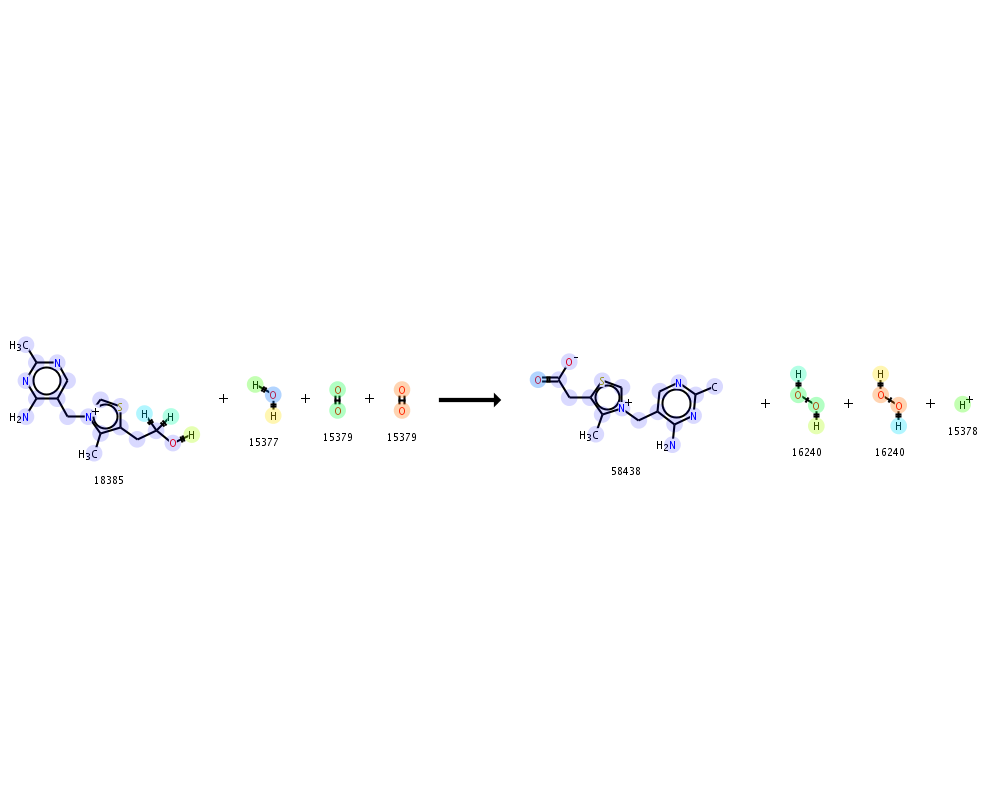 H3C
N
N
H2N
N
+
S
H3C
H
H
O
H
18385
+
H
O
H
15377
+
O
O
15379
+
O
O
15379
O
O-
S
N
+
H3C
N
C
N
H2N
58438
+
H
O
O
H
16240
+
H
O
O
H
16240
+
H+
15378